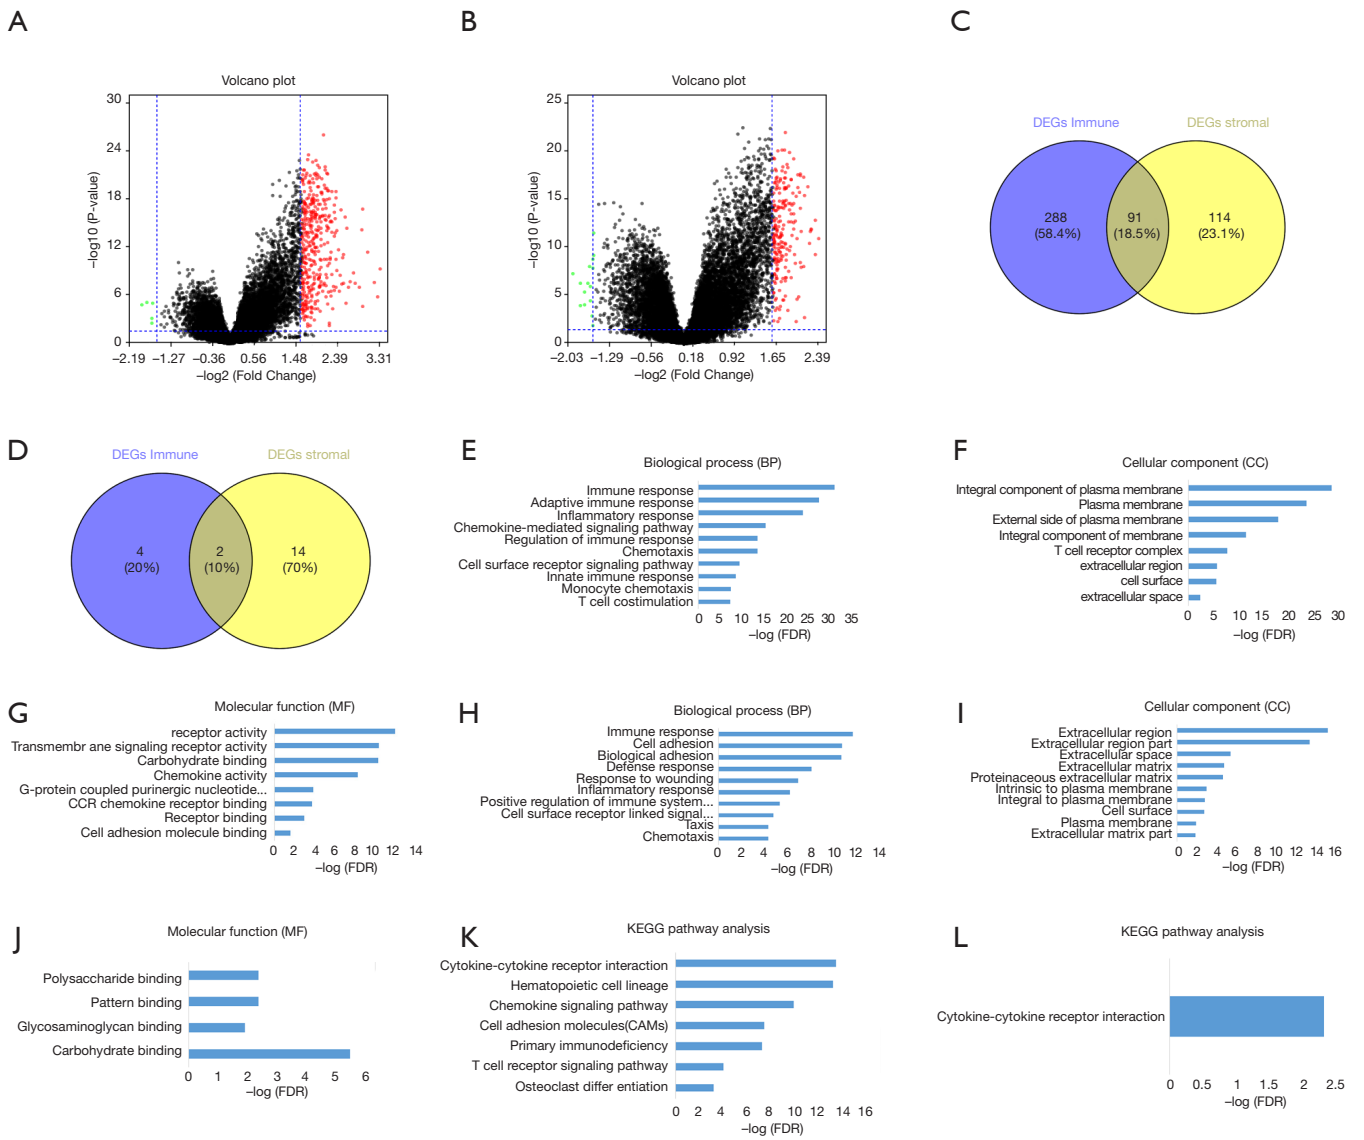 A
B
C
Volcano plot
30
24
18
12
6
0
−log10 (P-value)
−2.19 −1.27 −0.36 0.56 1.48 2.39 3.31
−log2 (Fold Change)
Volcano plot
25
20
15
10
5
0
−log10 (P-value)
−2.03 −1.29 −0.56 0.18 0.92 1.65 2.39
−log2 (Fold Change)
DEGs Immune
DEGs stromal
288
(58.4%)
91
(18.5%)
114
(23.1%)
D
DEGs Immune
DEGs stromal
4
(20%)
2
(10%)
14
(70%)
E
Biological process (BP)
Immune response
Adaptive immune response
Inflammatory response
Chemokine-mediated signaling pathway
Regulation of immune response
Chemotaxis
Cell surface receptor signaling pathway
Innate immune response
Monocyte chemotaxis
T cell costimulation
0 5 10 15 20 25 30 35
−log (FDR)
F
Cellular component (CC)
Integral component of plasma membrane
Plasma membrane
External side of plasma membrane
Integral component of membrane
T cell receptor complex
extracellular region
cell surface
extracellular space
0 5 10 15 20 25 30
−log (FDR)
G
Molecular function (MF)
receptor activity
Transmembr ane signaling receptor activity
Carbohydrate binding
Chemokine activity
G-protein coupled purinergic nucleotide...
CCR chemokine receptor binding
Receptor binding
Cell adhesion molecule binding
0 2 4 6 8 10 12 14
−log (FDR)
H
Biological process (BP)
Immune response
Cell adhesion
Biological adhesion
Defense response
Response to wounding
Inflammatory response
Positive regulation of immune system...
Cell surface receptor linked signal...
Taxis
Chemotaxis
0 2 4 6 8 10 12 14
−log (FDR)
I
Cellular component (CC)
Extracellular region
Extracellular region part
Extracellular space
Extracellular matrix
Proteinaceous extracellular matrix
Intrinsic to plasma membrane
Integral to plasma membrane
Cell surface
Plasma membrane
Extracellular matrix part
0 2 4 6 8 10 12 14 16
−log (FDR)
J
Molecular function (MF)
Polysaccharide binding
Pattern binding
Glycosaminoglycan binding
Carbohydrate binding
0 1 2 3 4 5 6
−log (FDR)
K
KEGG pathway analysis
Cytokine-cytokine receptor interaction
Hematopoietic cell lineage
Chemokine signaling pathway
Cell adhesion molecules(CAMs)
Primary immunodeficiency
T cell receptor signaling pathway
Osteoclast differ entiation
0 2 4 6 8 10 12 14 16
−log (FDR)
L
KEGG pathway analysis
Cytokine-cytokine receptor interaction
0 0.5 1 1.5 2 2.5
−log (FDR)